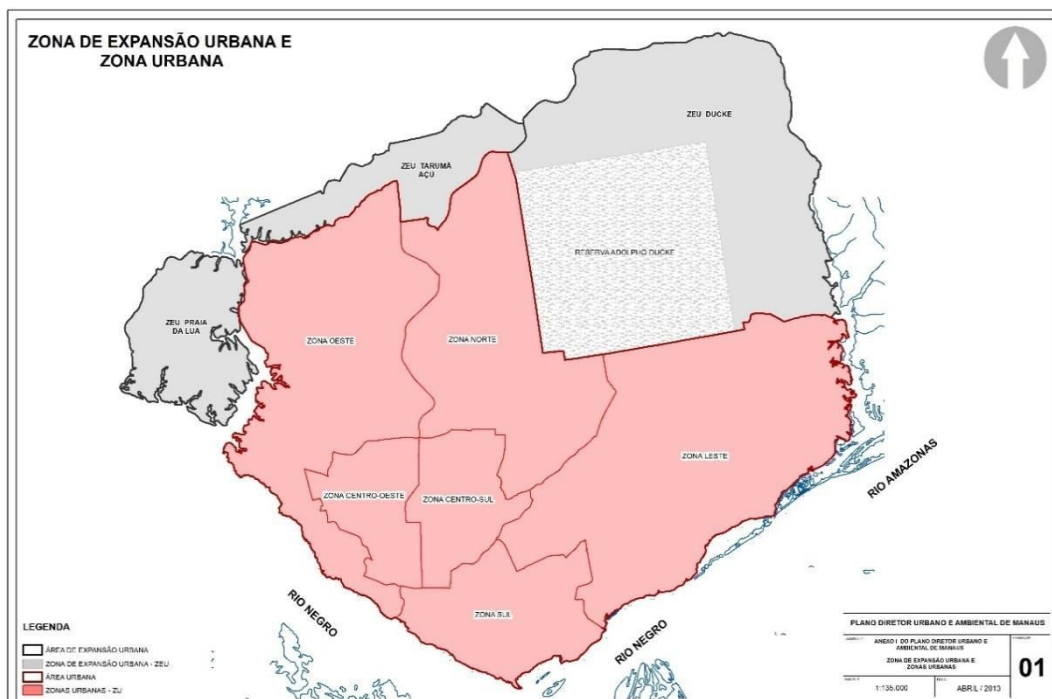 ZONA DE EXPANSÃO URBANA E
ZONA URBANA
ZEU DUCKE
ZEU TARUMÃ
AÇÚ
RESERVA ADOLPHO DUCKE
ZEU PRAIA
DA LUA
ZONA OESTE
ZONA NORTE
ZONA LESTE
ZONA CENTRO-OESTE
ZONA CENTRO-SUL
RIO AMAZONAS
RIO NEGRO
ZONA SUL
RIO NEGRO
LEGENDA
ÁREA DE EXPANSÃO URBANA
ZONA DE EXPANSÃO URBANA - ZEU
ÁREA URBANA
ZONAS URBANAS - ZU
PLANO DIRETOR URBANO E AMBIENTAL DE MANAUS
ANEXO I DO PLANO DIRETOR URBANO E
AMBIENTAL DE MANAUS
ZONA DE EXPANSÃO URBANA E
ZONAS URBANAS
01
1:135.000
ABRIL / 2013